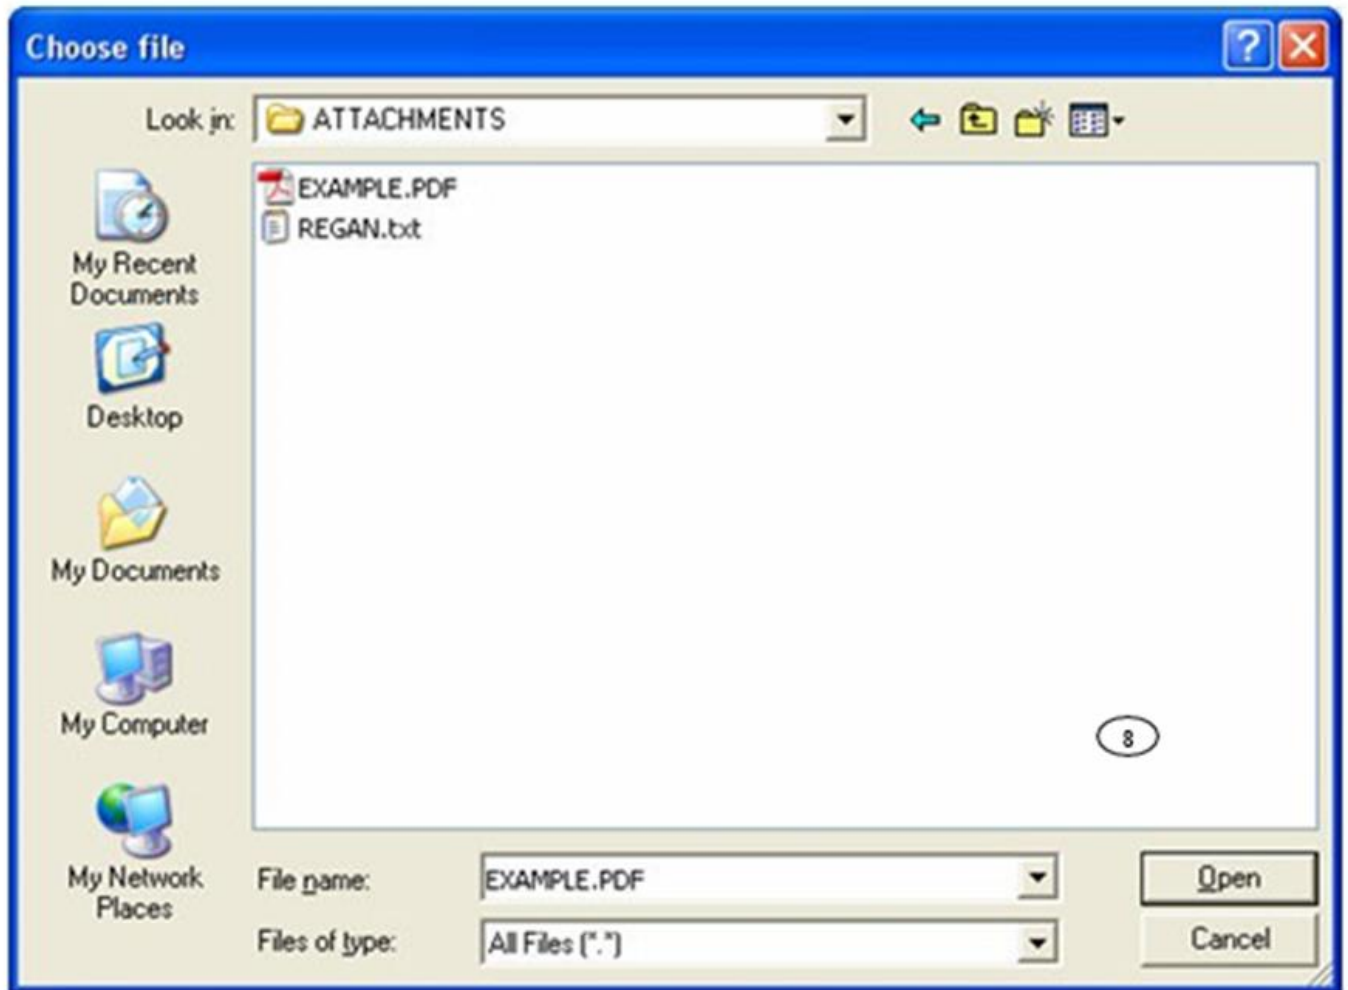 Choose file
?
Look in:
ATTACHMENTS
EXAMPLE.PDF
REGAN.txt
My Recent
Documents
Desktop
My Documents
My Computer
8
My Network
Places
File name:
EXAMPLE.PDF
Open
Files of type:
All Files (*.*)
Cancel